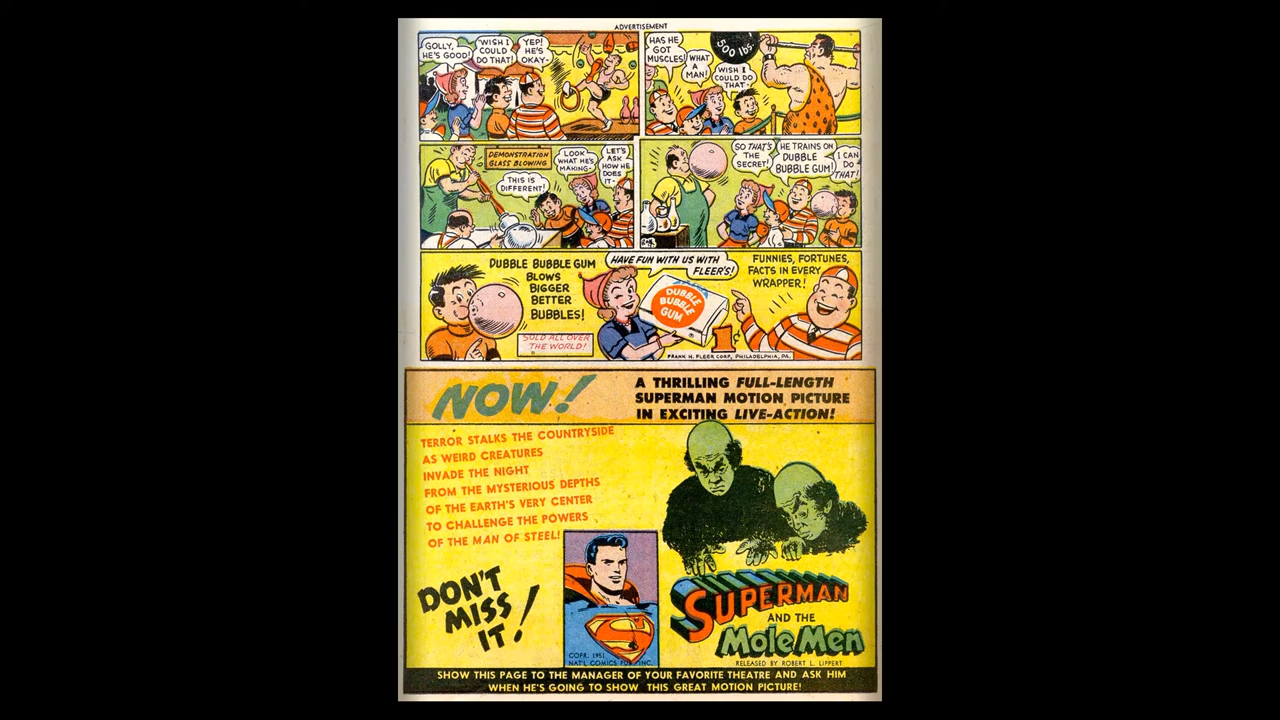 ADVERTISEMENT
GOLLY,
HE'S GOOD!
WISH I
COULD
DO THAT!
YEP!
HE'S
OKAY-
HAS HE
GOT
MUSCLES!
WHAT
A
MAN!
WISH I
COULD DO
THAT-
500 lbs.
DEMONSTRATION
GLASS BLOWING
THIS IS
DIFFERENT!
LOOK
WHAT HE'S
MAKING-
LET'S
ASK
HOW HE
DOES
IT-
SO THAT'S
THE
SECRET!
HE TRAINS ON
DUBBLE
BUBBLE GUM!
I CAN
DO
THAT!
DUBBLE BUBBLE GUM
BLOWS
BIGGER
BETTER
BUBBLES!
SOLD ALL OVER
THE WORLD!
HAVE FUN WITH US WITH
FLEER'S!
DUBBLE
BUBBLE
GUM
1¢
FUNNIES, FORTUNES,
FACTS IN EVERY
WRAPPER!
FRANK H. FLEER CORP., PHILADELPHIA, PA.
NOW!
A THRILLING FULL-LENGTH
SUPERMAN MOTION PICTURE
IN EXCITING LIVE-ACTION!
TERROR STALKS THE COUNTRYSIDE
AS WEIRD CREATURES
INVADE THE NIGHT
FROM THE MYSTERIOUS DEPTHS
OF THE EARTH'S VERY CENTER
TO CHALLENGE THE POWERS
OF THE MAN OF STEEL!
DON'T
MISS
IT!
S
COPR. 1951
NAT'L COMICS PUB., INC.
SUPERMAN
AND THE
Mole Men
RELEASED BY ROBERT L. LIPPERT
SHOW THIS PAGE TO THE MANAGER OF YOUR FAVORITE THEATRE AND ASK HIM
WHEN HE'S GOING TO SHOW THIS GREAT MOTION PICTURE!